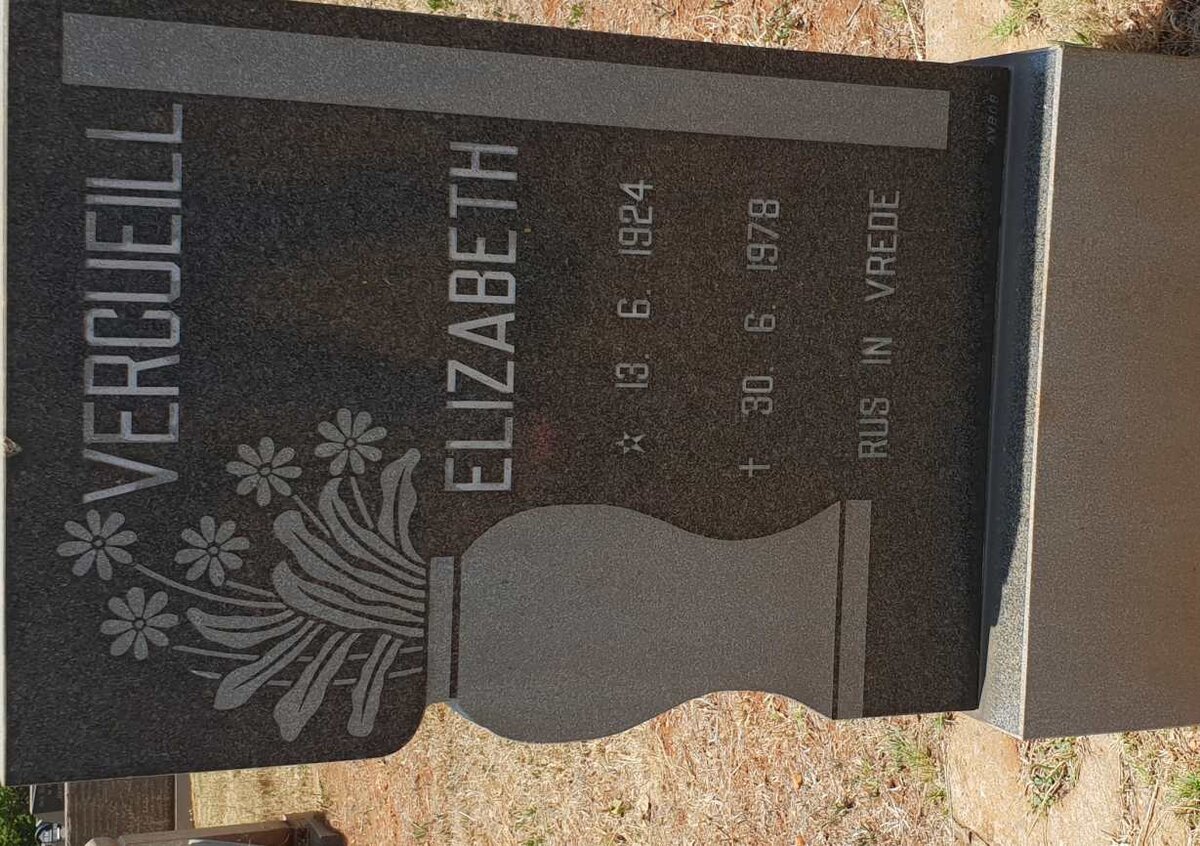 VERCUEILL
ELIZABETH
13. 6. 1924
† 30. 6. 1978
RUS IN VREDE